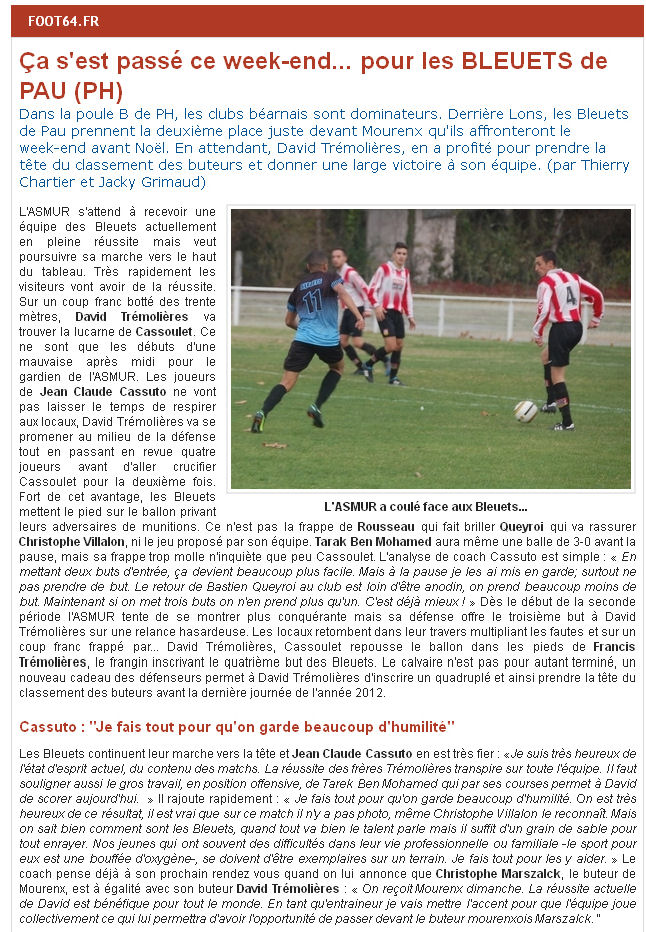 FOOT64.FR
Ça s'est passé ce week-end... pour les BLEUETS de
PAU (PH)
Dans la poule B de PH, les clubs béarnais sont dominateurs. Derrière Lons, les Bleuets
de Pau prennent la deuxième place juste devant Mourenx qu'ils affronteront le
week-end avant Noël. En attendant, David Trémolières, en a profité pour prendre la
tête du classement des buteurs et donner une large victoire à son équipe. (par Thierry
Chartier et Jacky Grimaud)
L'ASMUR s'attend à recevoir une
équipe des Bleuets actuellement
en pleine réussite mais veut
poursuivre sa marche vers le haut
du tableau. Très rapidement les
visiteurs vont avoir de la réussite.
Sur un coup franc botté des trente
mètres, David Trémolières va
trouver la lucarne de Cassoulet. Ce
ne sont que les débuts d'une
mauvaise après midi pour le
gardien de l'ASMUR. Les joueurs
de Jean Claude Cassuto ne vont
pas laisser le temps de respirer
aux locaux, David Trémolières va se
promener au milieu de la défense
tout en passant en revue quatre
joueurs avant d'aller crucifier
Cassoulet pour la deuxième fois.
Fort de cet avantage, les Bleuets
mettent le pied sur le ballon privant
11
4
L'ASMUR a coulé face aux Bleuets...
leurs adversaires de munitions. Ce n'est pas la frappe de Rousseau qui fait briller Queyroi qui va rassurer
Christophe Villalon, ni le jeu proposé par son équipe. Tarak Ben Mohamed aura même une balle de 3-0 avant la
pause, mais sa frappe trop molle n'inquiète que peu Cassoulet. L'analyse de coach Cassuto est simple : « En
mettant deux buts d'entrée, ça devient beaucoup plus facile. Mais à la pause je les ai mis en garde; surtout ne
pas prendre de but. Le retour de Bastien Queyroi au club est loin d'être anodin, on prend beaucoup moins de
but. Maintenant si on met trois buts on n'en prend plus qu'un. C'est déjà mieux ! » Dès le début de la seconde
période l'ASMUR tente de se montrer plus conquérante mais sa défense offre le troisième but à David
Trémolières sur une relance hasardeuse. Les locaux retombent dans leur travers multipliant les fautes et sur un
coup franc frappé par... David Trémolières, Cassoulet repousse le ballon dans les pieds de Francis
Trémolières, le frangin inscrivant le quatrième but des Bleuets. Le calvaire n'est pas pour autant terminé, un
nouveau cadeau des défenseurs permet à David Trémolières d'inscrire un quadruplé et ainsi prendre la tête du
classement des buteurs avant la dernière journée de l'année 2012.
Cassuto : "Je fais tout pour qu'on garde beaucoup d'humilité"
Les Bleuets continuent leur marche vers la tête et Jean Claude Cassuto en est très fier : «Je suis très heureux de
l'état d'esprit actuel, du contenu des matchs. La réussite des frères Trémolières transpire sur toute l'équipe. Il faut
souligner aussi le gros travail, en position offensive, de Tarek Ben Mohamed qui par ses courses permet à David
de scorer aujourd'hui. » Il rajoute rapidement : « Je fais tout pour qu'on garde beaucoup d'humilité. On est très
heureux de ce résultat, il est vrai que sur ce match il n'y a pas photo, même Christophe Villalon le reconnaît. Mais
on sait bien comment sont les Bleuets, quand tout va bien le talent parle mais il suffit d'un grain de sable pour
tout enrayer. Nos jeunes qui ont souvent des difficultés dans leur vie professionnelle ou familiale -le sport pour
eux est une bouffée d'oxygène-, se doivent d'être exemplaires sur un terrain. Je fais tout pour les y aider. » Le
coach pense déjà à son prochain rendez vous quand on lui annonce que Christophe Marszalck, le buteur de
Mourenx, est à égalité avec son buteur David Trémolières : « On reçoit Mourenx dimanche. La réussite actuelle
de David est bénéfique pour tout le monde. En tant qu'entraineur je vais mettre l'accent pour que l'équipe joue
collectivement ce qui lui permettra d'avoir l'opportunité de passer devant le buteur mourenxois Marszalck."